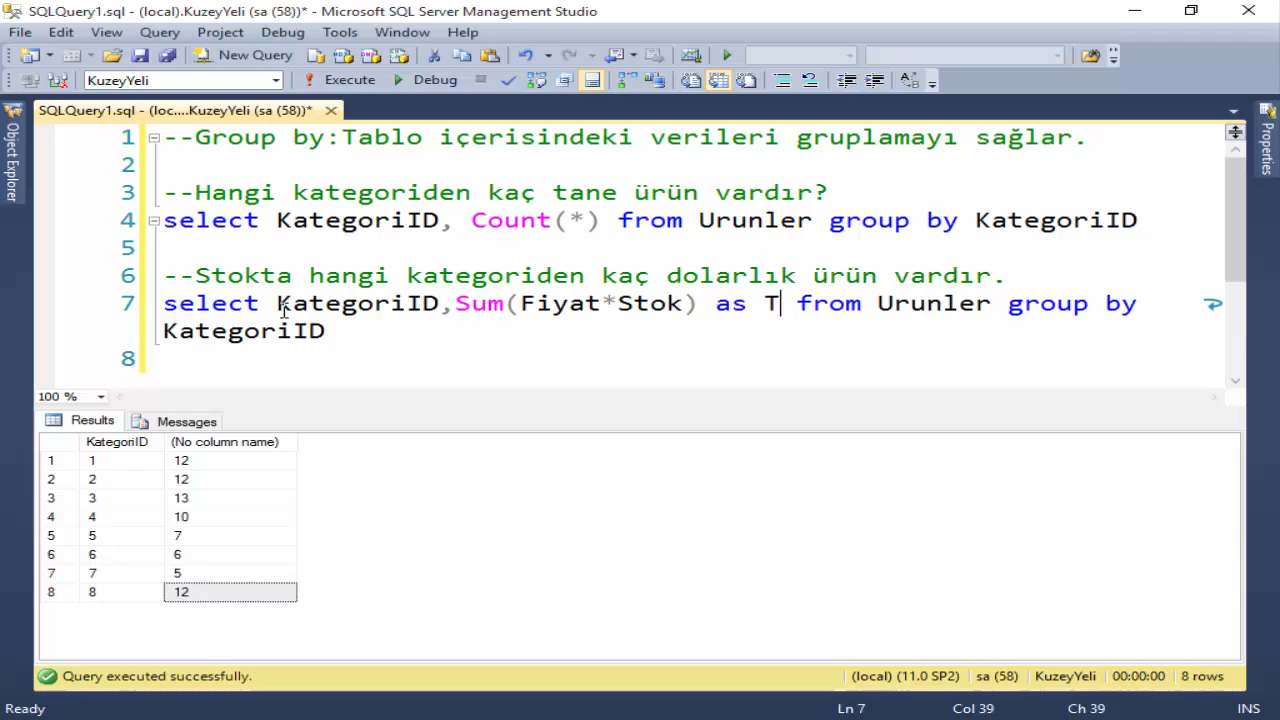 SQLQuery1.sql - (local).KuzeyYeli (sa (58))* - Microsoft SQL Server Management Studio
File Edit View Query Project Debug Tools Window Help
New Query
KuzeyYeli Execute Debug
SQLQuery1.sql - (loc....KuzeyYeli (sa (58))*
Object Explorer
Properties
1 --Group by:Tablo içerisindeki verileri gruplamayı sağlar.
2
3 --Hangi kategoriden kaç tane ürün vardır?
4 select KategoriID, Count(*) from Urunler group by KategoriID
5
6 --Stokta hangi kategoriden kaç dolarlık ürün vardır.
7 select KategoriID,Sum(Fiyat*Stok) as T from Urunler group by
KategoriID
8
100 %
Results Messages
KategoriID (No column name)
1 1 12
2 2 12
3 3 13
4 4 10
5 5 7
6 6 6
7 7 5
8 8 12
Query executed successfully. (local) (11.0 SP2) sa (58) KuzeyYeli 00:00:00 8 rows
Ready Ln 7 Col 39 Ch 39 INS